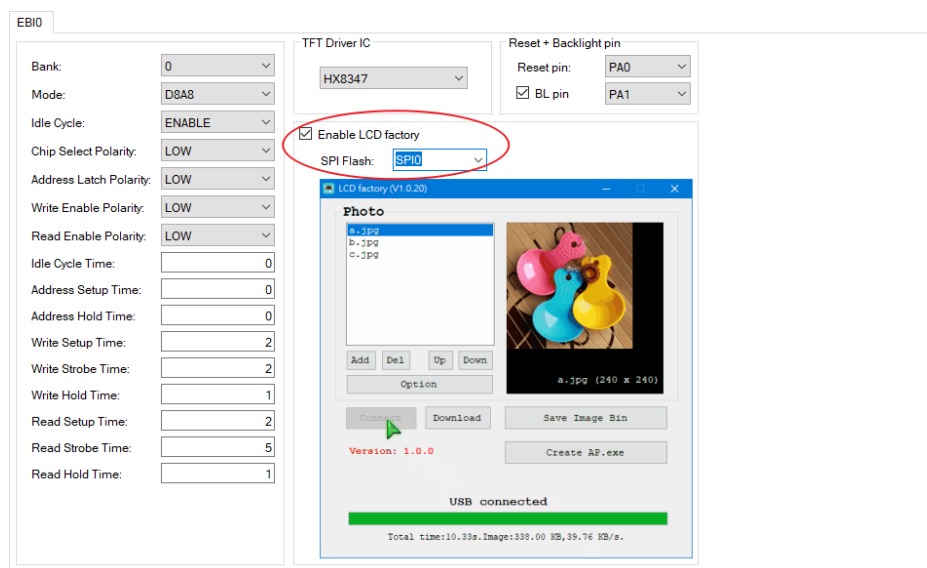 EBI0
Bank: 0
Mode: D8A8
Idle Cycle: ENABLE
Chip Select Polarity: LOW
Address Latch Polarity: LOW
Write Enable Polarity: LOW
Read Enable Polarity: LOW
Idle Cycle Time: 0
Address Setup Time: 0
Address Hold Time: 0
Write Setup Time: 2
Write Strobe Time: 2
Write Hold Time: 1
Read Setup Time: 2
Read Strobe Time: 5
Read Hold Time: 1
TFT Driver IC
HX8347
Reset + Backlight pin
Reset pin: PA0
BL pin PA1
Enable LCD factory
SPI Flash: SPI0
LCD factory (V1.0.20)
Photo
a.jpg
b.jpg
c.jpg
Add Del Up Down
Option
a.jpg (240 x 240)
Connect Download Save Image Bin
Version: 1.0.0 Create AP.exe
USB connected
Total time:10.33s.Image:338.00 KB,39.76 KB/s.